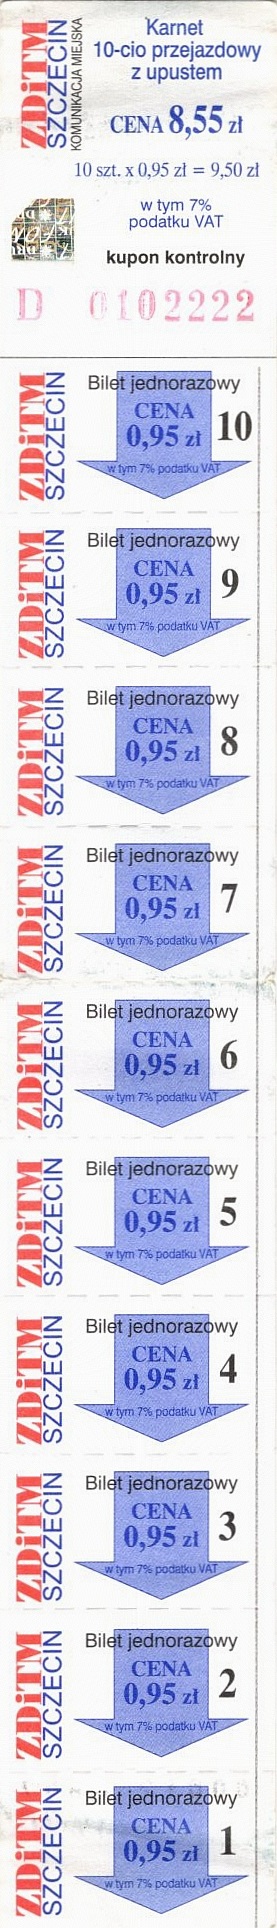 ZDiTM
SZCZECIN
KOMUNIKACJA MIEJSKA
Karnet
10-cio przejazdowy
z upustem
CENA 8,55 zł
10 szt. x 0,95 zł = 9,50 zł
w tym 7%
podatku VAT
kupon kontrolny
D 0102222
ZDiTM
SZCZECIN
Bilet jednorazowy
CENA
0,95 zł
10
w tym 7% podatku VAT
ZDiTM
SZCZECIN
Bilet jednorazowy
CENA
0,95 zł
9
w tym 7% podatku VAT
ZDiTM
SZCZECIN
Bilet jednorazowy
CENA
0,95 zł
8
w tym 7% podatku VAT
ZDiTM
SZCZECIN
Bilet jednorazowy
CENA
0,95 zł
7
w tym 7% podatku VAT
ZDiTM
SZCZECIN
Bilet jednorazowy
CENA
0,95 zł
6
w tym 7% podatku VAT
ZDiTM
SZCZECIN
Bilet jednorazowy
CENA
0,95 zł
5
w tym 7% podatku VAT
ZDiTM
SZCZECIN
Bilet jednorazowy
CENA
0,95 zł
4
w tym 7% podatku VAT
ZDiTM
SZCZECIN
Bilet jednorazowy
CENA
0,95 zł
3
w tym 7% podatku VAT
ZDiTM
SZCZECIN
Bilet jednorazowy
CENA
0,95 zł
2
w tym 7% podatku VAT
ZDiTM
SZCZECIN
Bilet jednorazowy
CENA
0,95 zł
1
w tym 7% podatku VAT